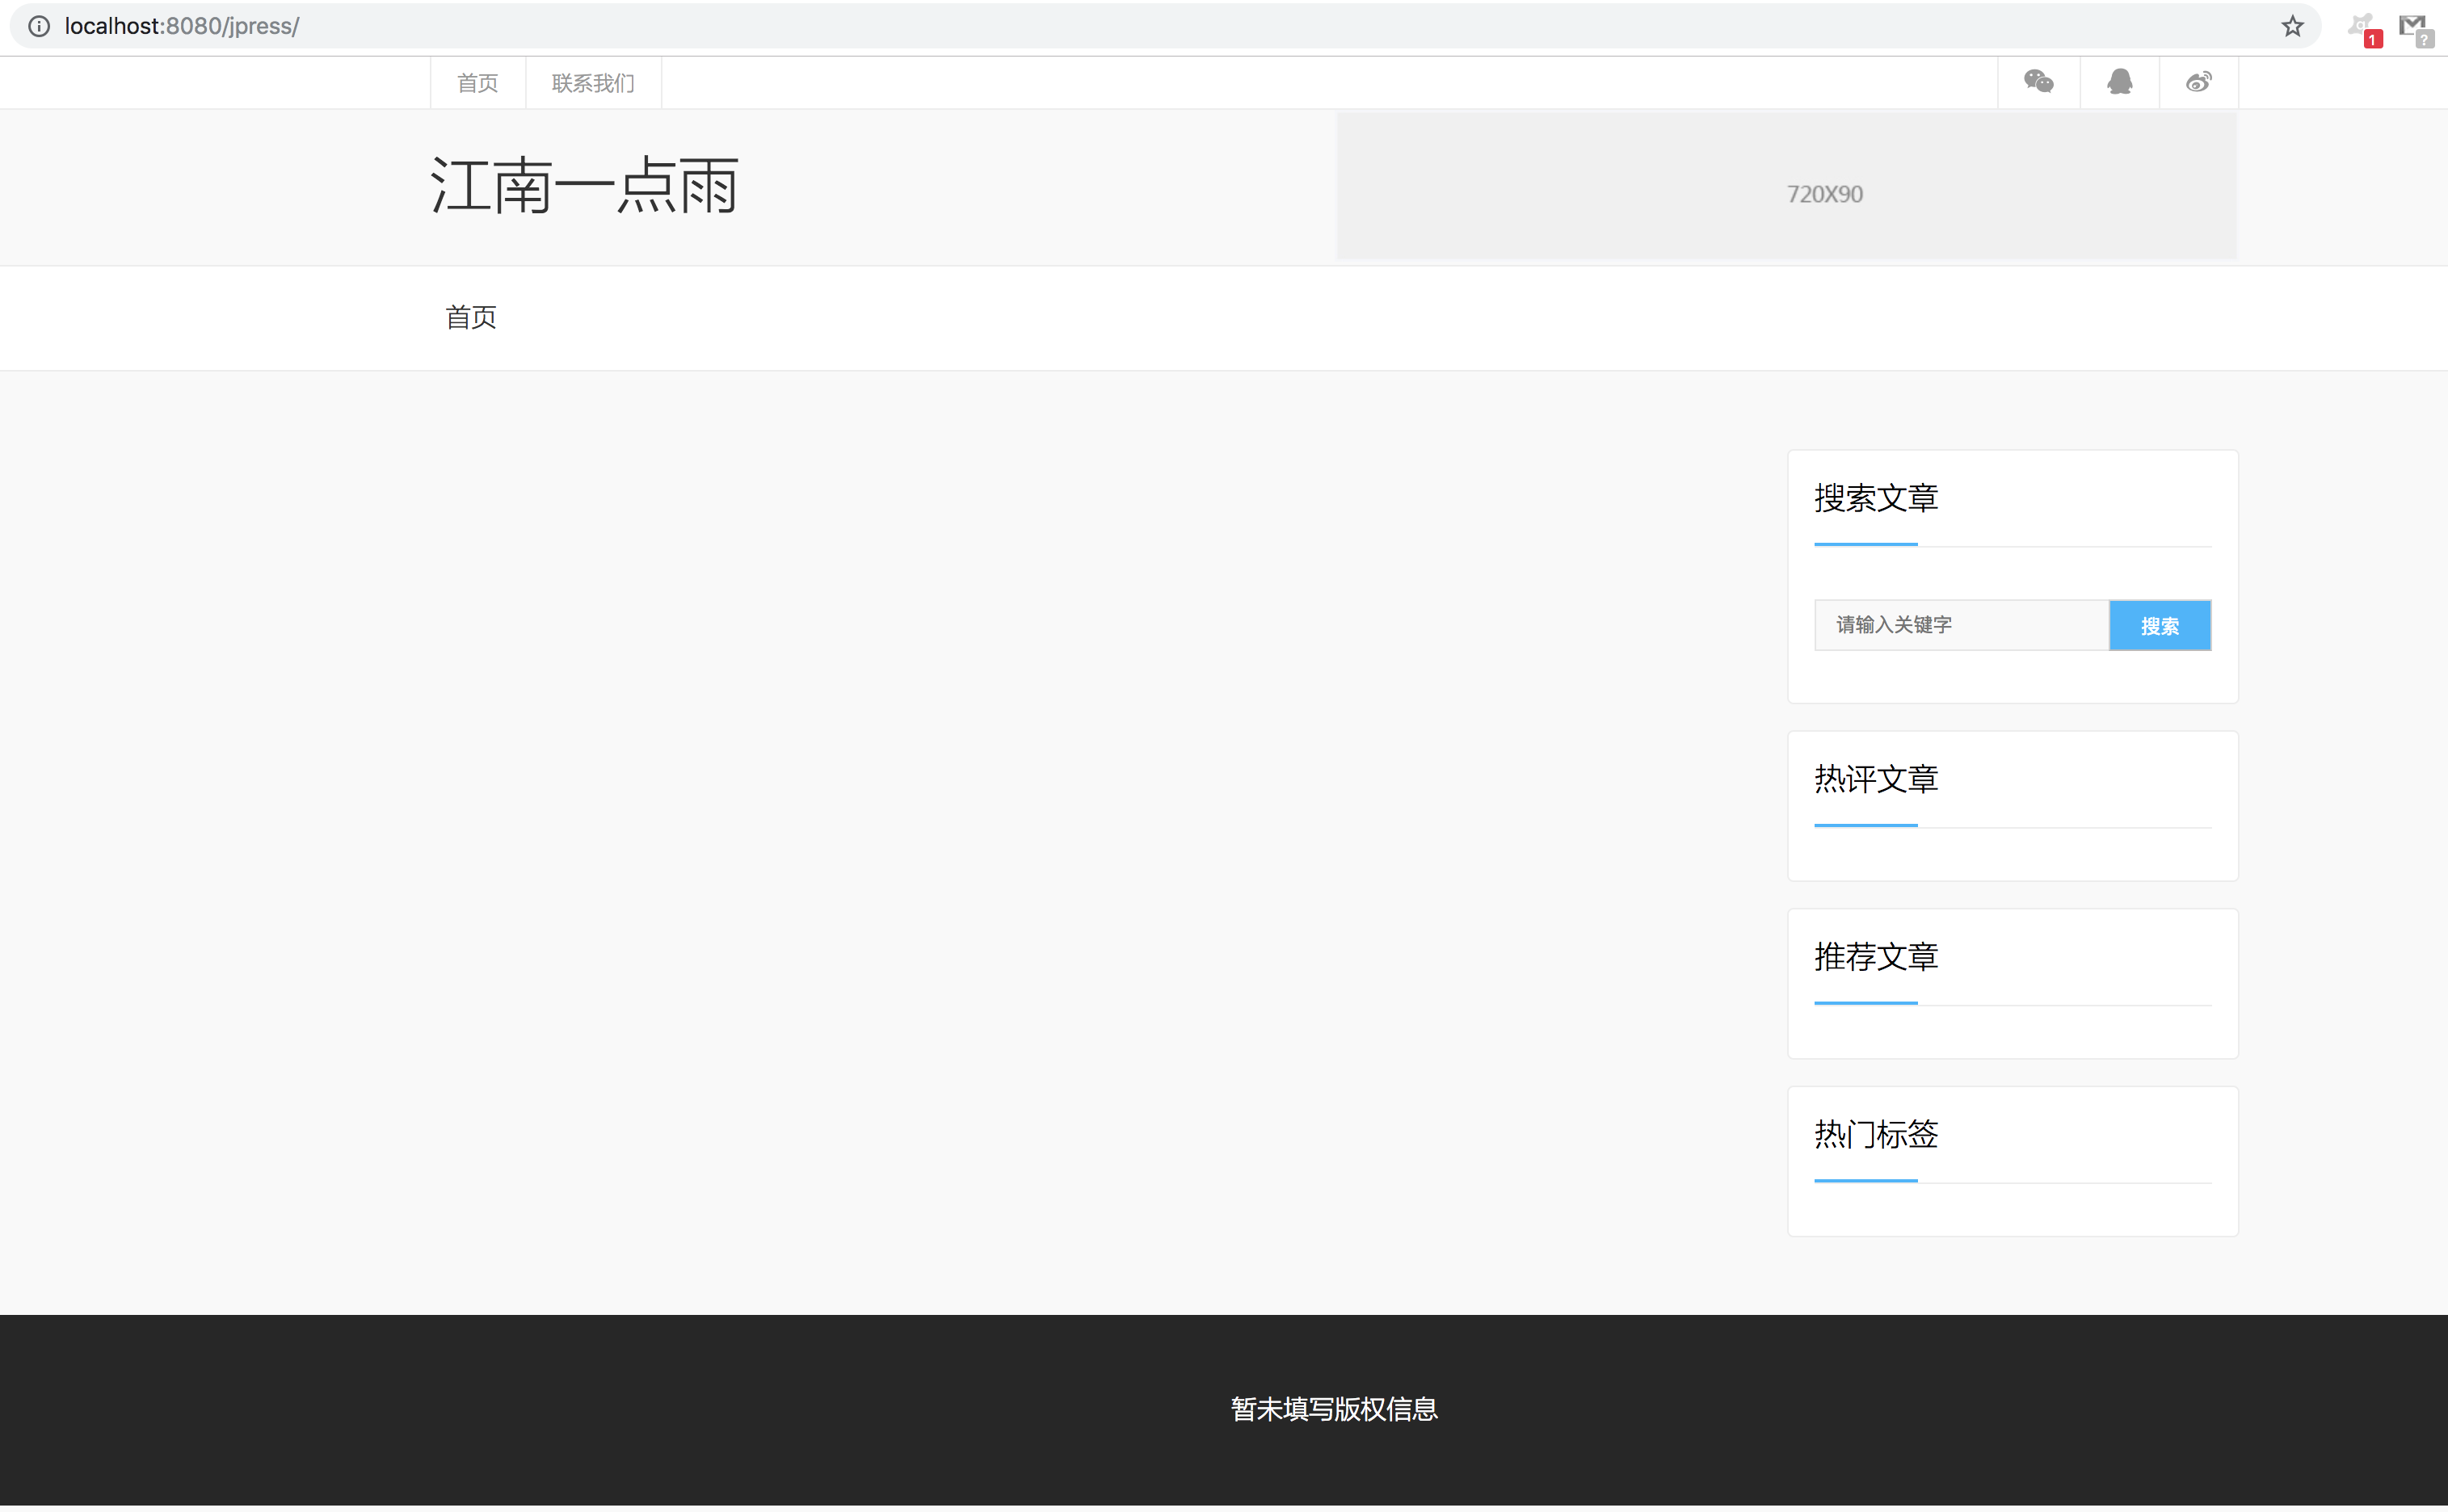 localhost:8080/jpress/
1
?
首页 联系我们
江南一点雨
720X90
首页
搜索文章
请输入关键字 搜索
热评文章
推荐文章
热门标签
暂未填写版权信息